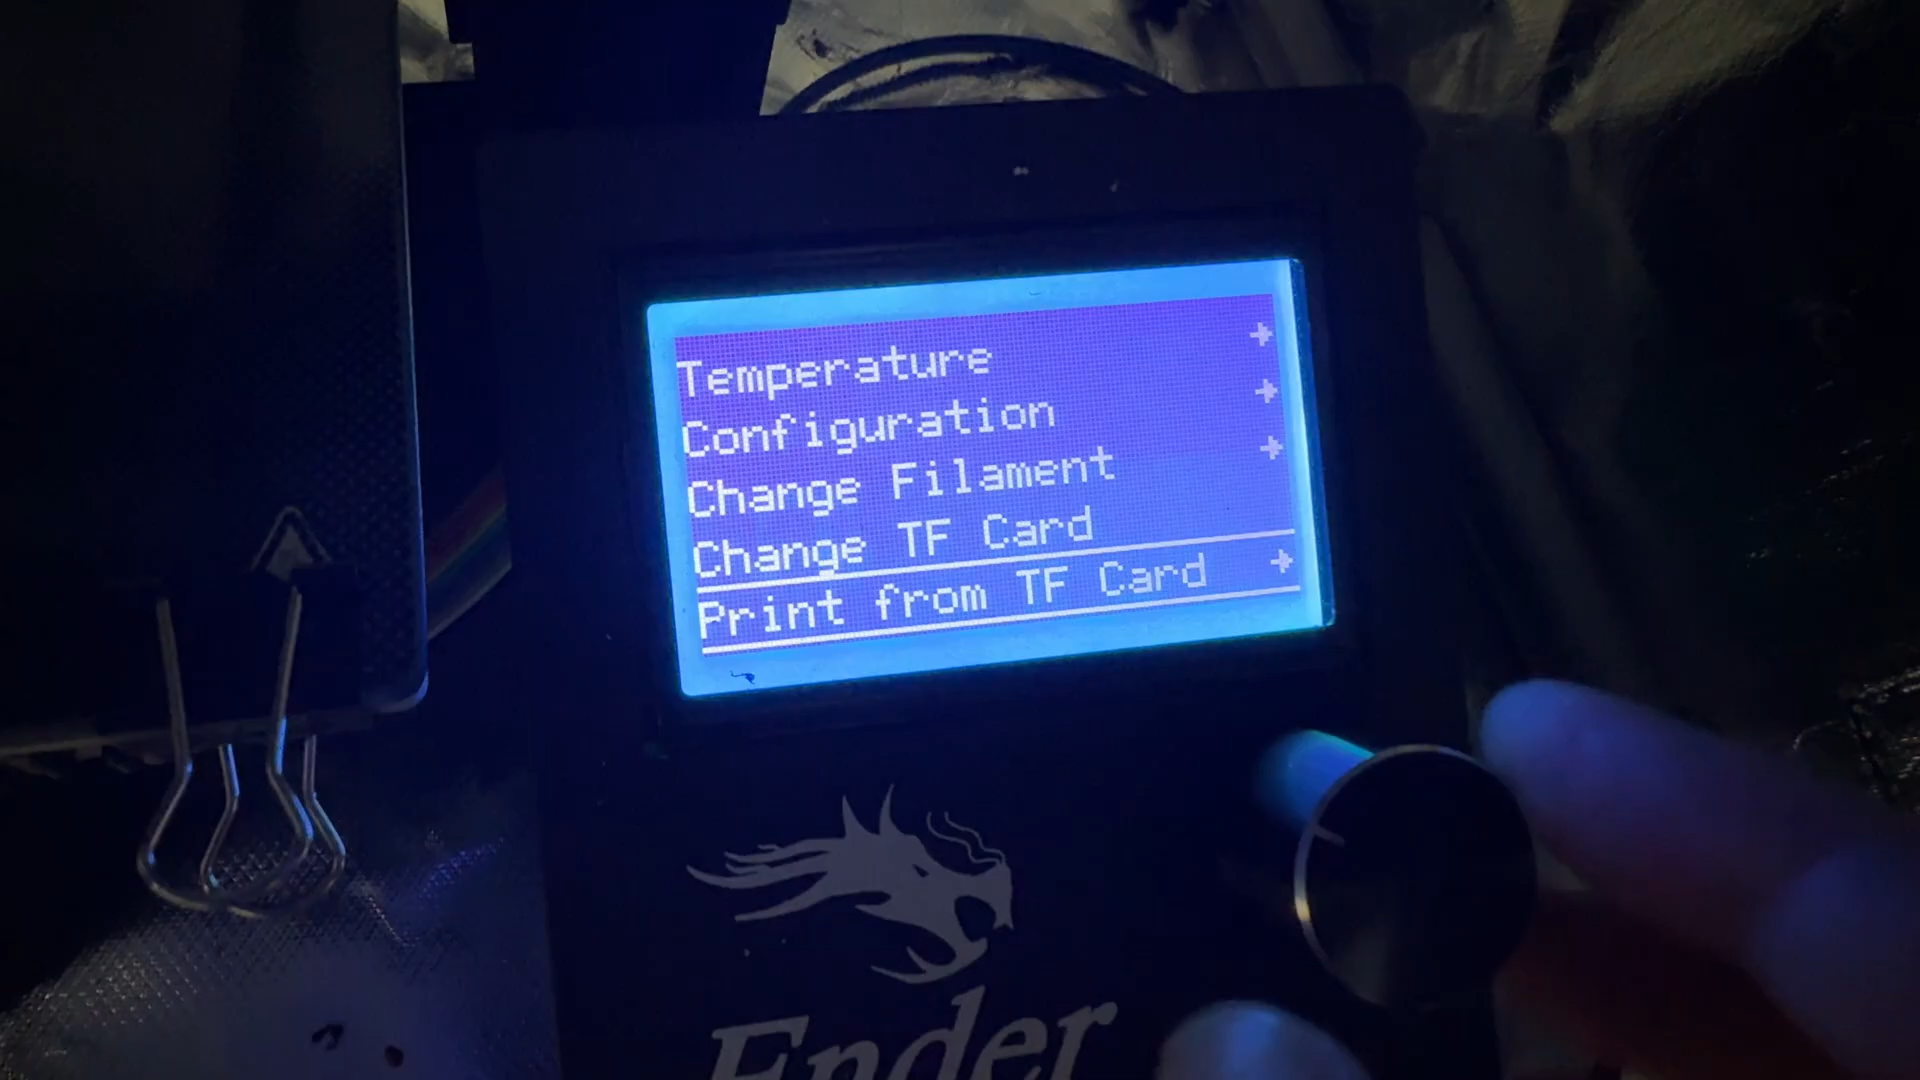 Temperature
Configuration
Change Filament
Change TF Card
Print from TF Card
Ender